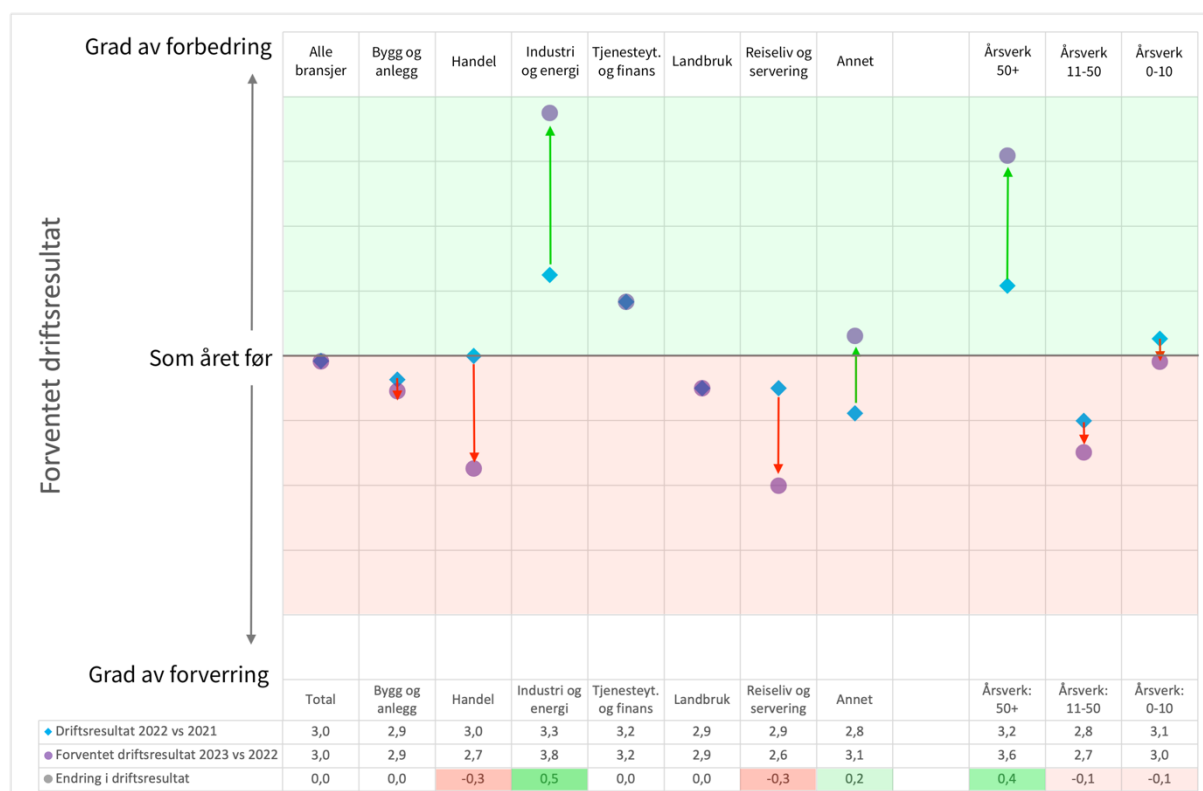 Grad av forbedring
Alle bransjer
Bygg og anlegg
Handel
Industri og energi
Tjenesteyt. og finans
Landbruk
Reiseliv og servering
Annet
Årsverk 50+
Årsverk 11-50
Årsverk 0-10
Forventet driftsresultat
Som året før
Grad av forverring
Total
Bygg og anlegg
Handel
Industri og energi
Tjenesteyt. og finans
Landbruk
Reiseliv og servering
Annet
Årsverk: 50+
Årsverk: 11-50
Årsverk: 0-10
Driftsresultat 2022 vs 2021 3,0 2,9 3,0 3,3 3,2 2,9 2,9 2,8 3,2 2,8 3,1
Forventet driftsresultat 2023 vs 2022 3,0 2,9 2,7 3,8 3,2 2,9 2,6 3,1 3,6 2,7 3,0
Endring i driftsresultat 0,0 0,0 -0,3 0,5 0,0 0,0 -0,3 0,2 0,4 -0,1 -0,1